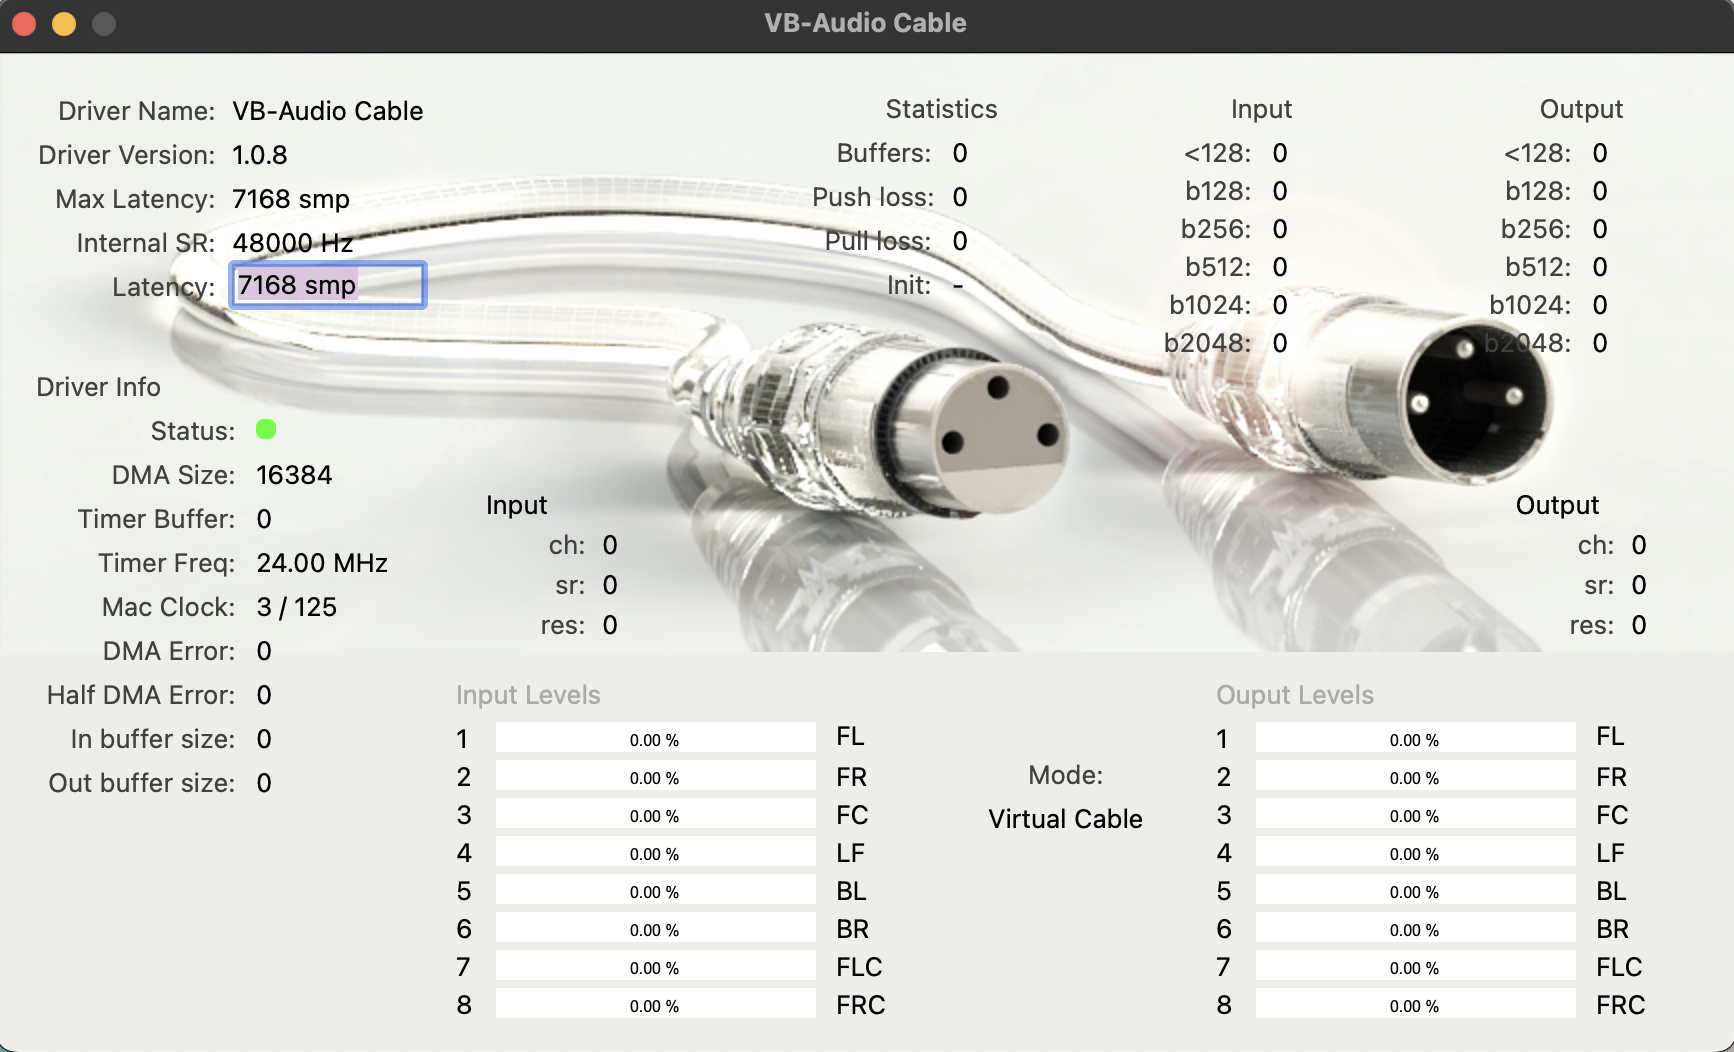 VB-Audio Cable
Driver Name: VB-Audio Cable
Driver Version: 1.0.8
Max Latency: 7168 smp
Internal SR: 48000 Hz
Latency: 7168 smp
Statistics
Buffers: 0
Push loss: 0
Pull loss: 0
Init: -
Input
<128: 0
b128: 0
b256: 0
b512: 0
b1024: 0
b2048: 0
Output
<128: 0
b128: 0
b256: 0
b512: 0
b1024: 0
b2048: 0
Driver Info
Status:
DMA Size: 16384
Timer Buffer: 0
Timer Freq: 24.00 MHz
Mac Clock: 3 / 125
DMA Error: 0
Half DMA Error: 0
In buffer size: 0
Out buffer size: 0
Input
ch: 0
sr: 0
res: 0
Output
ch: 0
sr: 0
res: 0
Input Levels
1 0.00 % FL
2 0.00 % FR
3 0.00 % FC
4 0.00 % LF
5 0.00 % BL
6 0.00 % BR
7 0.00 % FLC
8 0.00 % FRC
Mode:
Virtual Cable
Ouput Levels
1 0.00 % FL
2 0.00 % FR
3 0.00 % FC
4 0.00 % LF
5 0.00 % BL
6 0.00 % BR
7 0.00 % FLC
8 0.00 % FRC